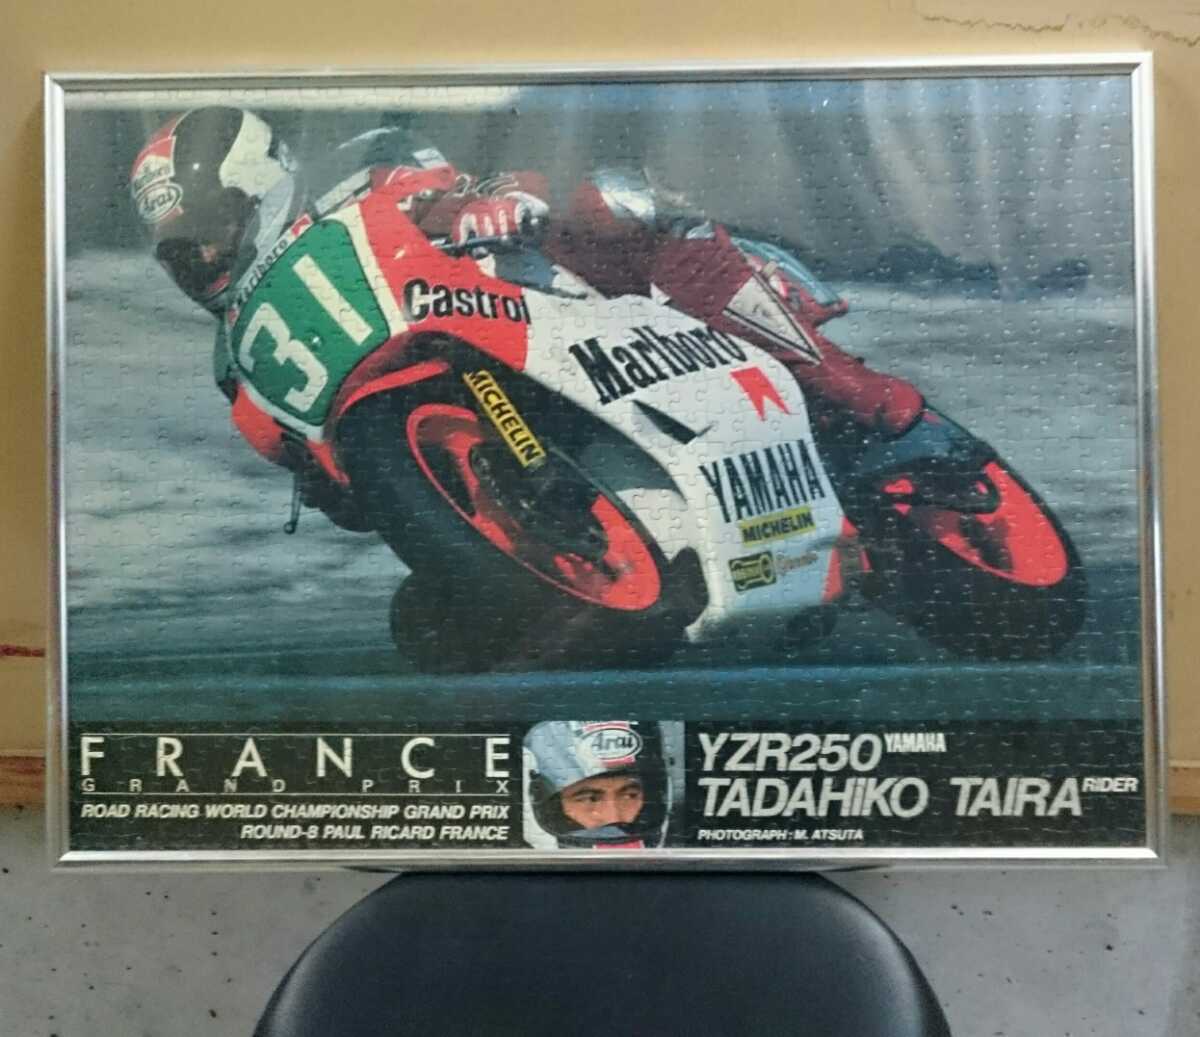 Marlboro
Arai
Marlboro
31
Castrol
Marlboro
MICHELIN
YAMAHA
MICHELIN
FRANCE
GRAND PRIX
ROAD RACING WORLD CHAMPIONSHIP GRAND PRIX
ROUND-8 PAUL RICARD FRANCE
Arai
YZR250 YAMAHA
TADAHiKO TAIRA RIDER
PHOTOGRAPH : M. ATSUTA